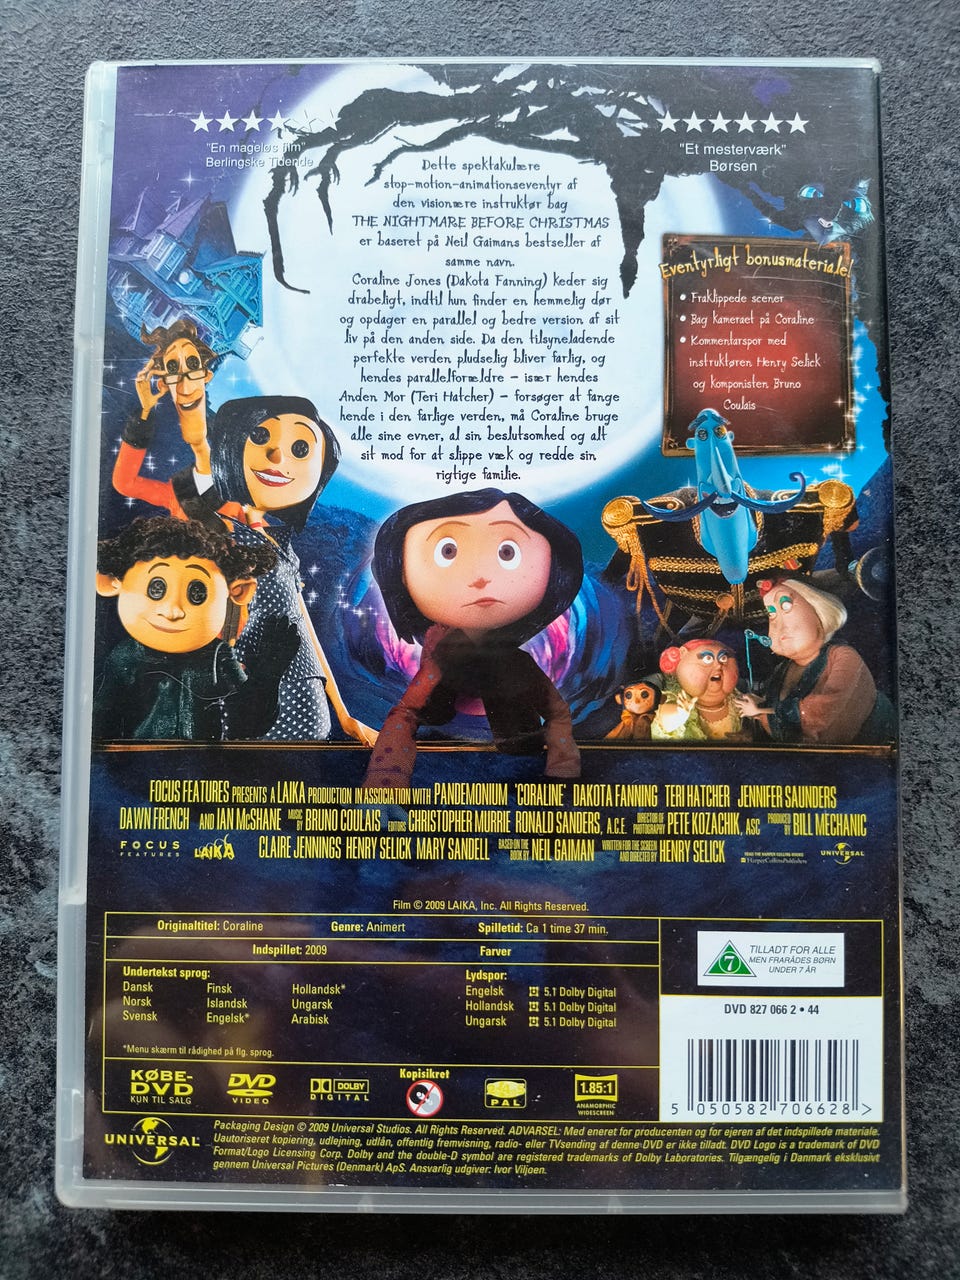 "En mageløs film"
Berlingske Tidende
"Et mesterværk"
Børsen
Dette spektakulære
stop-motion-animationseventyr af
den visionære instruktør bag
THE NIGHTMARE BEFORE CHRISTMAS
er baseret på Neil Gaimans bestseller af
samme navn.
Coraline Jones (Dakota Fanning) keder sig
drabeligt, indtil hun finder en hemmelig dør
og opdager en parallel og bedre version af sit
liv på den anden side. Da den tilsyneladende
perfekte verden pludselig bliver farlig, og
hendes parallelforældre – især hendes
Anden Mor (Teri Hatcher) – forsøger at fange
hende i den farlige verden, må Coraline bruge
alle sine evner, al sin beslutsomhed og alt
sit mod for at slippe væk og redde sin
rigtige familie.
Eventyrligt bonusmateriale!
• Fraklippede scener
• Bag kameraet på Coraline
• Kommentarspor med
instruktøren Henry Selick
og komponisten Bruno
Coulais
FOCUS FEATURES PRESENTS A LAIKA PRODUCTION IN ASSOCIATION WITH PANDEMONIUM 'CORALINE' DAKOTA FANNING TERI HATCHER JENNIFER SAUNDERS
DAWN FRENCH AND IAN McSHANE MUSIC BY BRUNO COULAIS EDITORS CHRISTOPHER MURRIE RONALD SANDERS, A.C.E. DIRECTOR OF PHOTOGRAPHY PETE KOZACHIK, ASC PRODUCED BY BILL MECHANIC
FOCUS FEATURES LAIKA CLAIRE JENNINGS HENRY SELICK MARY SANDELL BASED ON THE BOOK BY NEIL GAIMAN WRITTEN FOR THE SCREEN AND DIRECTED BY HENRY SELICK READ THE HARPER COLLINS BOOKS HarperCollinsPublishers UNIVERSAL
Film © 2009 LAIKA, Inc. All Rights Reserved.
Originaltitel: Coraline Genre: Animert Spilletid: Ca 1 time 37 min.
Indspillet: 2009 Farver
Undertekst sprog:
Dansk Finsk Hollandsk*
Norsk Islandsk Ungarsk
Svensk Engelsk* Arabisk
*Menu skærm til rådighed på flg. sprog.
Lydspor:
Engelsk 5.1 Dolby Digital
Hollandsk 5.1 Dolby Digital
Ungarsk 5.1 Dolby Digital
7
TILLADT FOR ALLE
MEN FRARÅDES BØRN
UNDER 7 ÅR
DVD 827 066 2 • 44
5 050582 706628 >
KØBE-
DVD
KUN TIL SALG
DVD
VIDEO
DOLBY
DIGITAL
Kopisikret
2-4-5
PAL
1.85:1
ANAMORPHIC
WIDESCREEN
UNIVERSAL
Packaging Design © 2009 Universal Studios. All Rights Reserved. ADVARSEL: Med eneret for producenten og for ejeren af det indspillede materiale.
Uautoriseret kopiering, udlejning, udlån, offentlig fremvisning, radio- eller TVsending af denne DVD er ikke tilladt. DVD Logo is a trademark of DVD
Format/Logo Licensing Corp. Dolby and the double-D symbol are registered trademarks of Dolby Laboratories. Tilgængelig i Danmark eksklusivt
gennem Universal Pictures (Denmark) ApS. Ansvarlig udgiver: Ivor Viljoen.